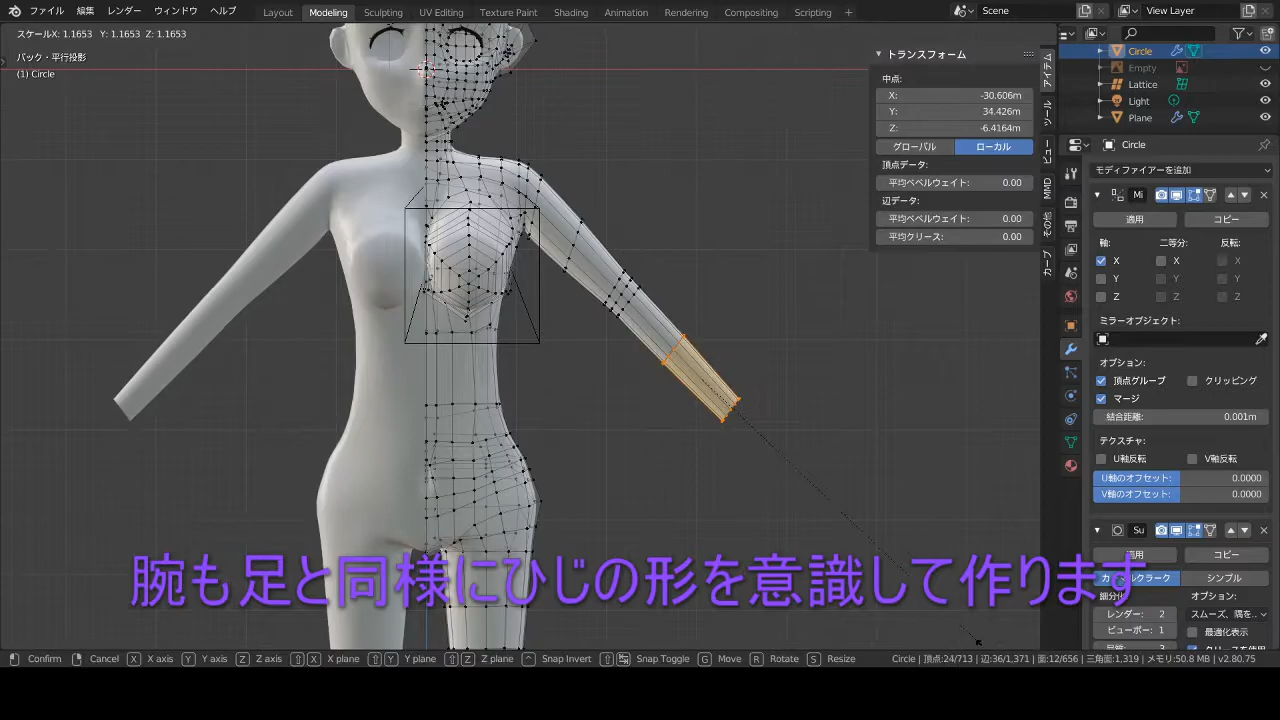 ファイル 編集 レンダー ウィンドウ ヘルプ Layout Modeling Sculpting UV Editing Texture Paint Shading Animation Rendering Compositing Scripting + Scene View Layer
スケールX: 1.1653 Y: 1.1653 Z: 1.1653
バック・平行投影
(1) Circle
トランスフォーム
中点:
X: -30.606m
Y: 34.426m
Z: -6.4164m
グローバル ローカル
頂点データ:
平均ベベルウェイト: 0.00
辺データ:
平均ベベルウェイト: 0.00
平均クリース: 0.00
アイテム
ツール
ビュー
MMD
その他
カーブ
Circle
Empty
Lattice
Light
Plane
Circle
モディファイアーを追加
Mi
適用 コピー
軸: 二等分: 反転:
X X X
Y Y Y
Z Z Z
ミラーオブジェクト:
オプション:
頂点グループ クリッピング
マージ
結合距離: 0.001m
テクスチャ:
U軸反転 V軸反転
U軸のオフセット: 0.0000
V軸のオフセット: 0.0000
Su
適用 コピー
シンプル
オプション:
レンダー: 2 スムーズ、隅を..
ビューポー: 1 最適化表示
腕も足と同様にひじの形を意識して作ります
Confirm Cancel X X axis Y Y axis Z Z axis X X plane Y Y plane Z Z plane Snap Invert Snap Toggle G Move R Rotate S Resize Circle | 頂点:24/713 | 辺:36/1,371 | 面:12/656 | 三角面:1,319 | メモリ:50.8 MB | v2.80.75